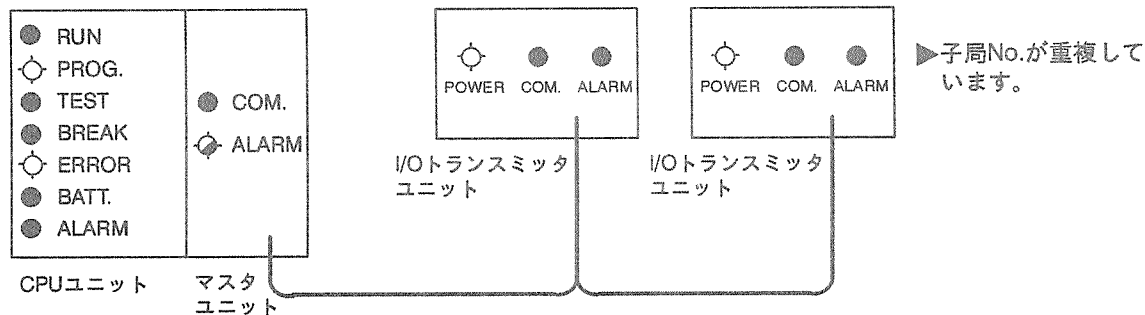 RUN
PROG.
TEST
BREAK
ERROR
BATT.
ALARM
COM.
ALARM
CPUユニット
マスタ
ユニット
POWER COM. ALARM
I/Oトランスミッタ
ユニット
POWER COM. ALARM
I/Oトランスミッタ
ユニット
▶子局No.が重複して
います。